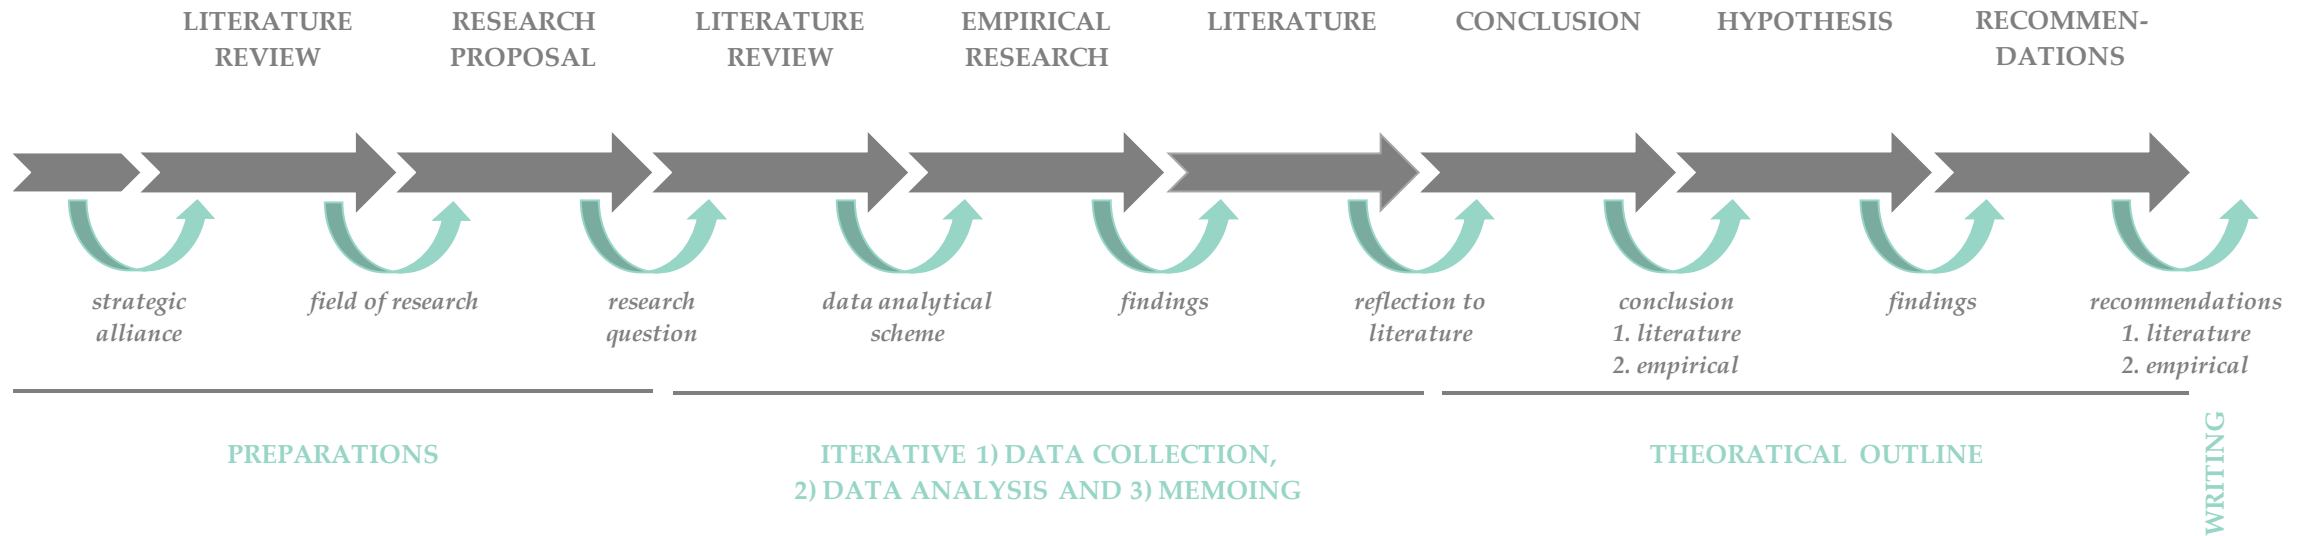 LITERATURE
REVIEW
RESEARCH
PROPOSAL
LITERATURE
REVIEW
EMPIRICAL
RESEARCH
LITERATURE
CONCLUSION
HYPOTHESIS
RECOMMEN-
DATIONS
strategic
alliance
field of research
research
question
data analytical
scheme
findings
reflection to
literature
conclusion
1. literature
2. empirical
findings
recommendations
1. literature
2. empirical
PREPARATIONS
ITERATIVE 1) DATA COLLECTION,
2) DATA ANALYSIS AND 3) MEMOING
THEORATICAL OUTLINE
WRITING